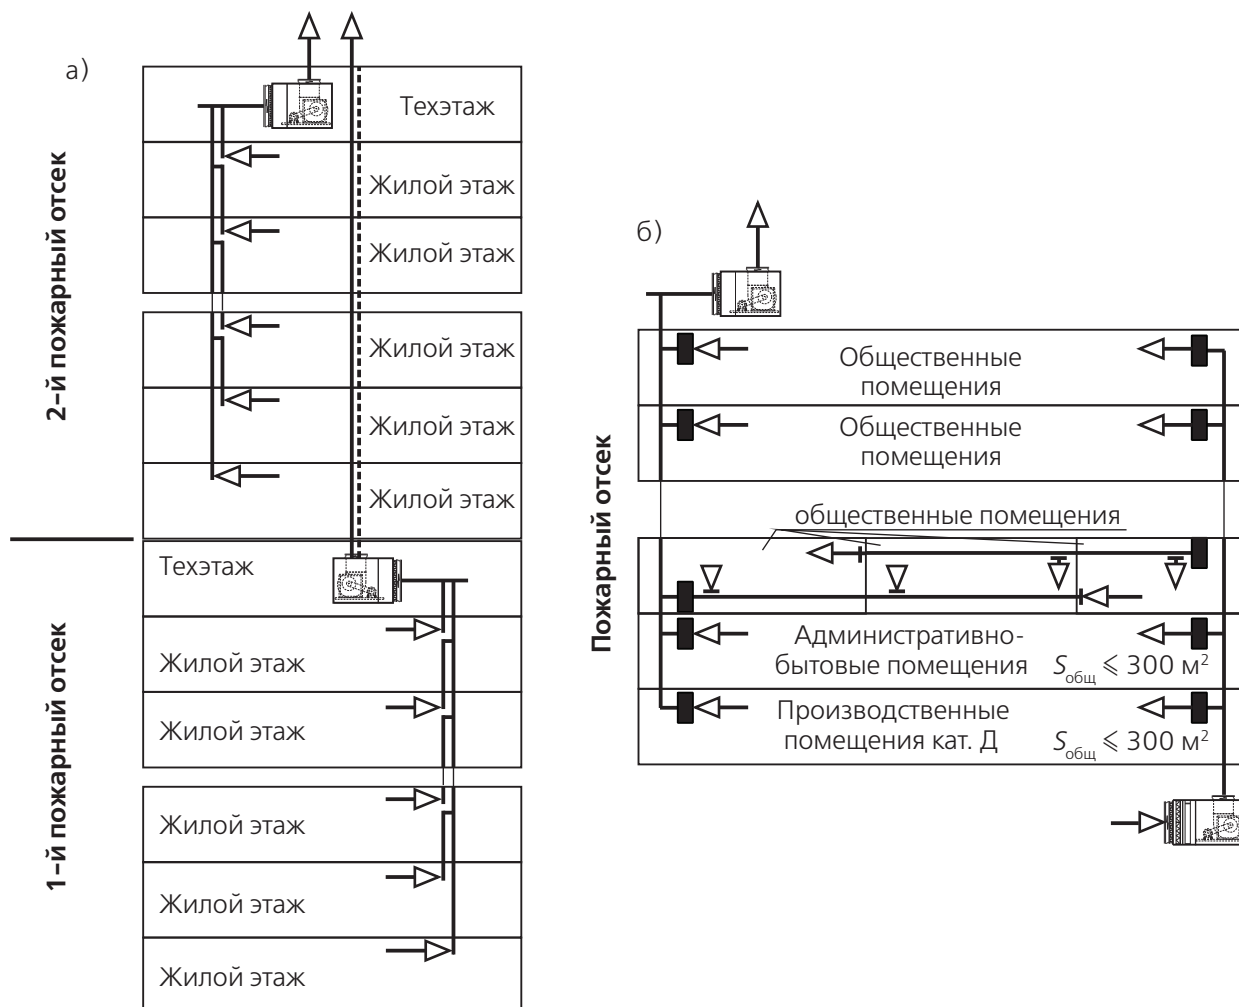 а)
2-й пожарный отсек
Техэтаж
Жилой этаж
Жилой этаж
Жилой этаж
Жилой этаж
Жилой этаж
1-й пожарный отсек
Техэтаж
Жилой этаж
Жилой этаж
Жилой этаж
Жилой этаж
Жилой этаж
б)
Пожарный отсек
Общественные
помещения
Общественные
помещения
общественные помещения
Административно-
бытовые помещения Sобщ ⩽ 300 м²
Производственные
помещения кат. Д Sобщ ⩽ 300 м²